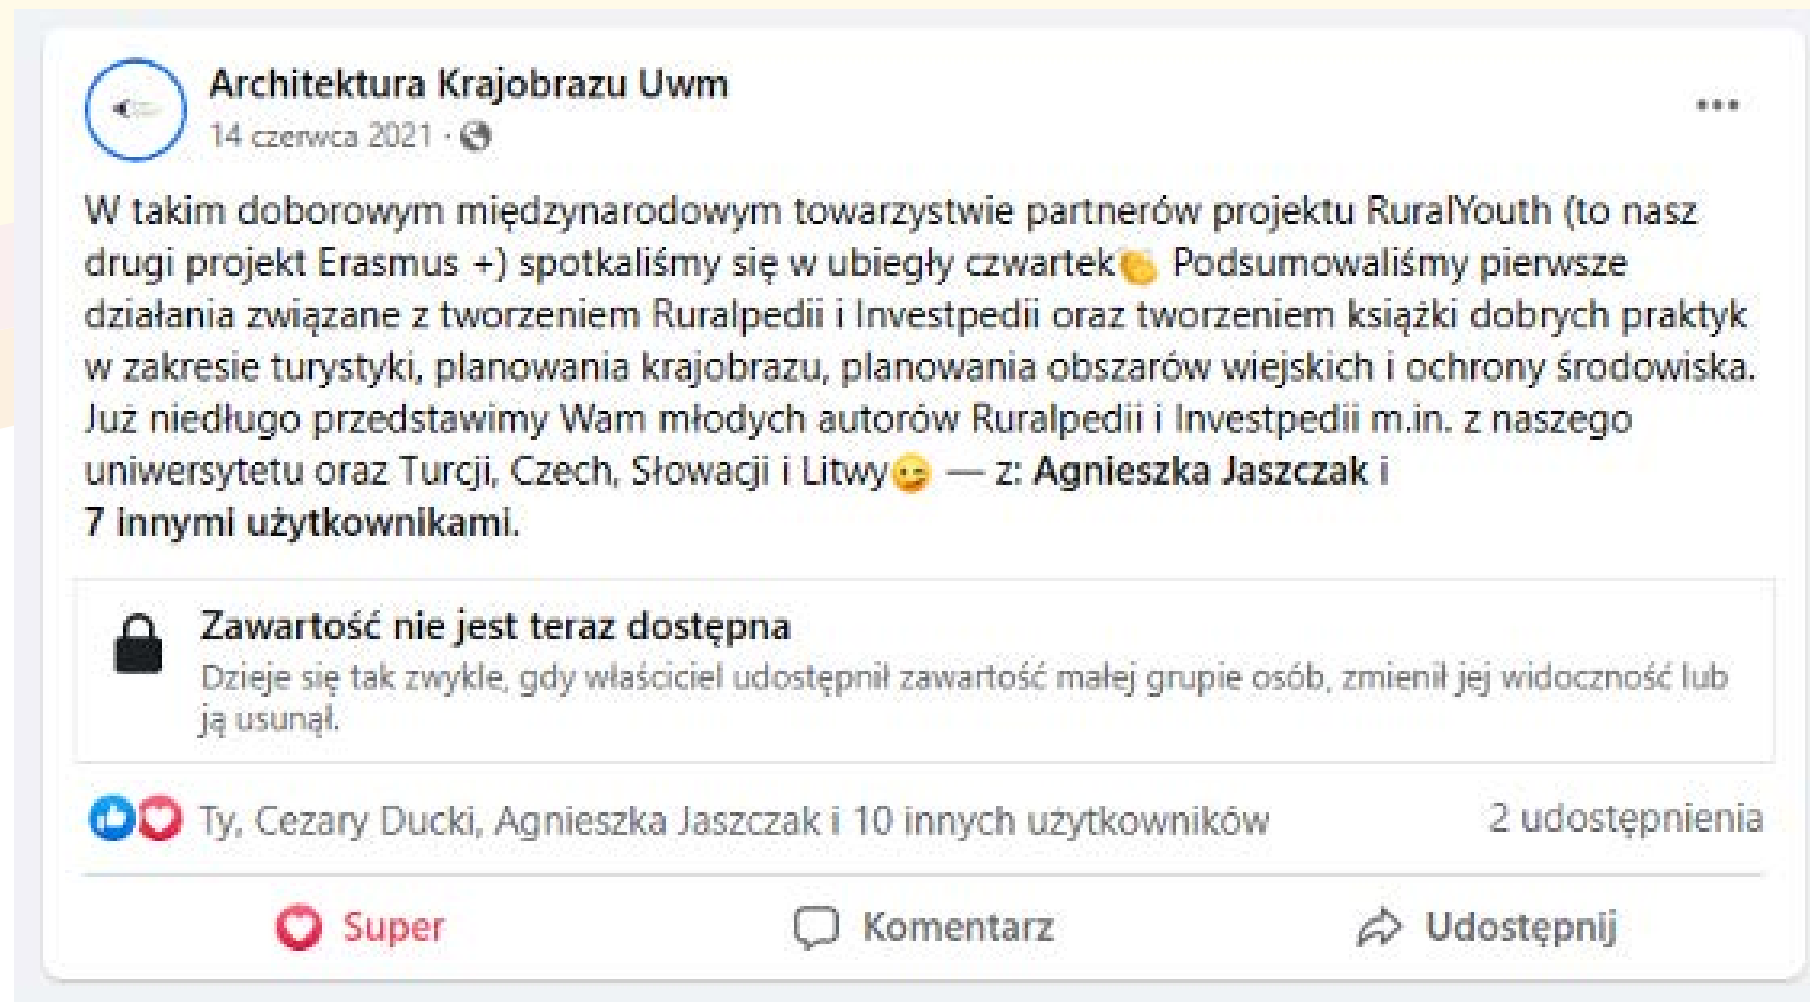 Architektura Krajobrazu Uwm
14 czerwca 2021 ·
W takim doborowym międzynarodowym towarzystwie partnerów projektu RuralYouth (to nasz
drugi projekt Erasmus +) spotkaliśmy się w ubiegły czwartek👏 Podsumowaliśmy pierwsze
działania związane z tworzeniem Ruralpedii i Investpedii oraz tworzeniem książki dobrych praktyk
w zakresie turystyki, planowania krajobrazu, planowania obszarów wiejskich i ochrony środowiska.
Już niedługo przedstawimy Wam młodych autorów Ruralpedii i Investpedii m.in. z naszego
uniwersytetu oraz Turcji, Czech, Słowacji i Litwy😉 — z: Agnieszka Jaszczak i
7 innymi użytkownikami.
Zawartość nie jest teraz dostępna
Dzieje się tak zwykle, gdy właściciel udostępnił zawartość małej grupie osób, zmienił jej widoczność lub
ją usunął.
Ty, Cezary Ducki, Agnieszka Jaszczak i 10 innych użytkowników 2 udostępnienia
Super Komentarz Udostępnij